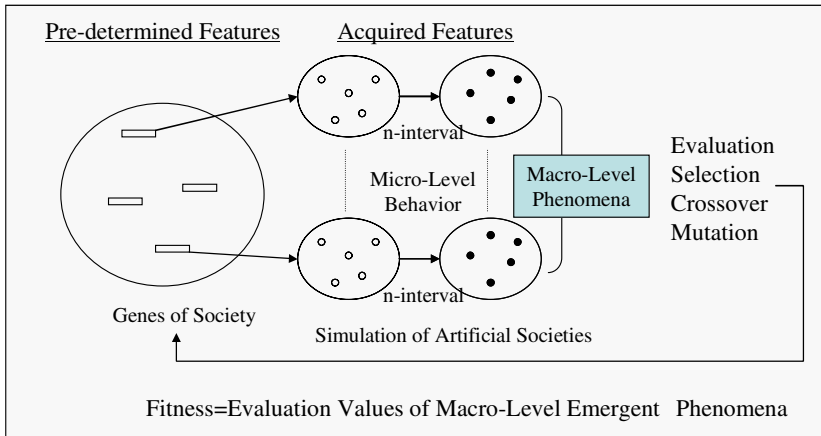 Pre-determined Features
Acquired Features
n-interval
Micro-Level
Behavior
Macro-Level
Phenomena
Evaluation
Selection
Crossover
Mutation
n-interval
Genes of Society
Simulation of Artificial Societies
Fitness=Evaluation Values of Macro-Level Emergent Phenomena